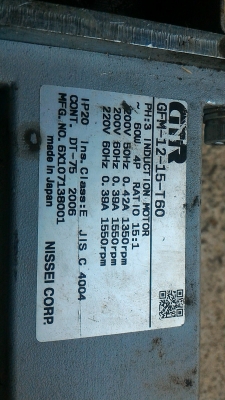 GTR
GFM-12-15-T60
PH:3 INDUCTION MOTOR
~, 60W, 4P RATIO 15:1
200V 50Hz 0.42A 1350rpm
200V 60Hz 0.38A 1550rpm
220V 60Hz 0.39A 1550rpm
IP20 Ins.Class:E JIS C 4004
CONT. DT-75 2006
MFG.NO.6X107138001
made in Japan
NISSEI CORP.